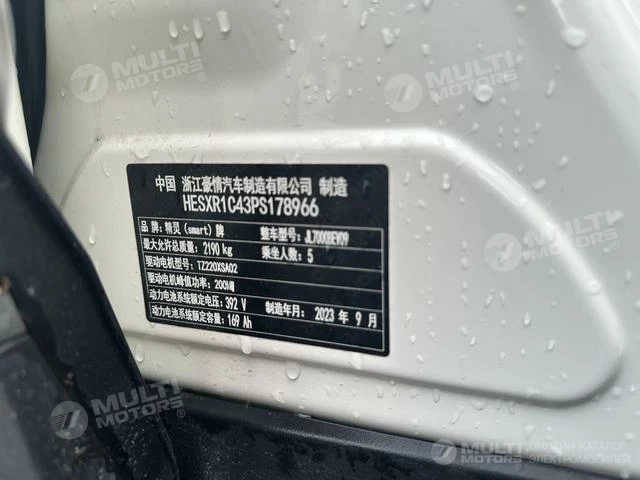 MULTI MOTORS
MULTI MOTORS
中国 浙江豪情汽车制造有限公司 制造
HESXR1C43PS178966
品 牌：精灵 (smart) 牌
整车型号：JL7000BEV09
最大允许总质量：2190 kg
乘坐人数：5
驱动电机型号：TZ220XSA02
驱动电机峰值功率：200kW
动力电池系统额定电压：392 V
制造年月：2023 年 9 月
动力电池系统额定容量：169 Ah
MULTI MOTORS
MULTI MOTORS
ОНЛАЙН-КАТАЛОГ
ЭЛЕКТРОМОБИЛЕЙ